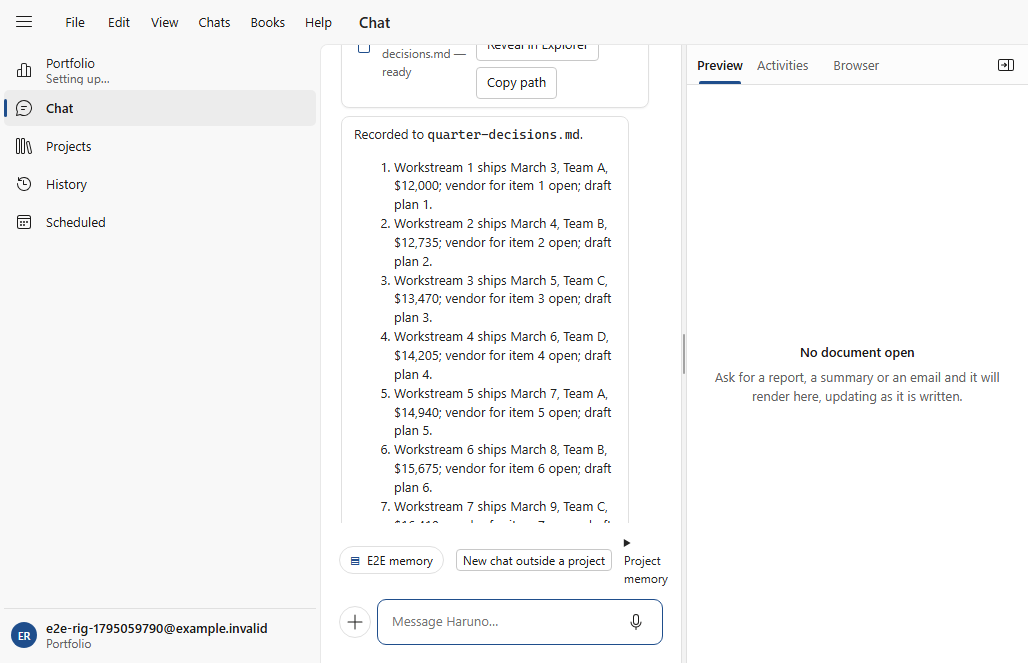 File Edit View Chats Books Help Chat
Portfolio
Setting up...
Chat
Projects
History
Scheduled
ER
e2e-rig-1795059790@example.invalid
Portfolio
decisions.md —
ready
Reveal in Explorer
Copy path
Recorded to quarter-decisions.md.
1. Workstream 1 ships March 3, Team A,
$12,000; vendor for item 1 open; draft
plan 1.
2. Workstream 2 ships March 4, Team B,
$12,735; vendor for item 2 open; draft
plan 2.
3. Workstream 3 ships March 5, Team C,
$13,470; vendor for item 3 open; draft
plan 3.
4. Workstream 4 ships March 6, Team D,
$14,205; vendor for item 4 open; draft
plan 4.
5. Workstream 5 ships March 7, Team A,
$14,940; vendor for item 5 open; draft
plan 5.
6. Workstream 6 ships March 8, Team B,
$15,675; vendor for item 6 open; draft
plan 6.
7. Workstream 7 ships March 9, Team C,
E2E memory
New chat outside a project
Project
memory
Message Haruno...
Preview Activities Browser
No document open
Ask for a report, a summary or an email and it will
render here, updating as it is written.